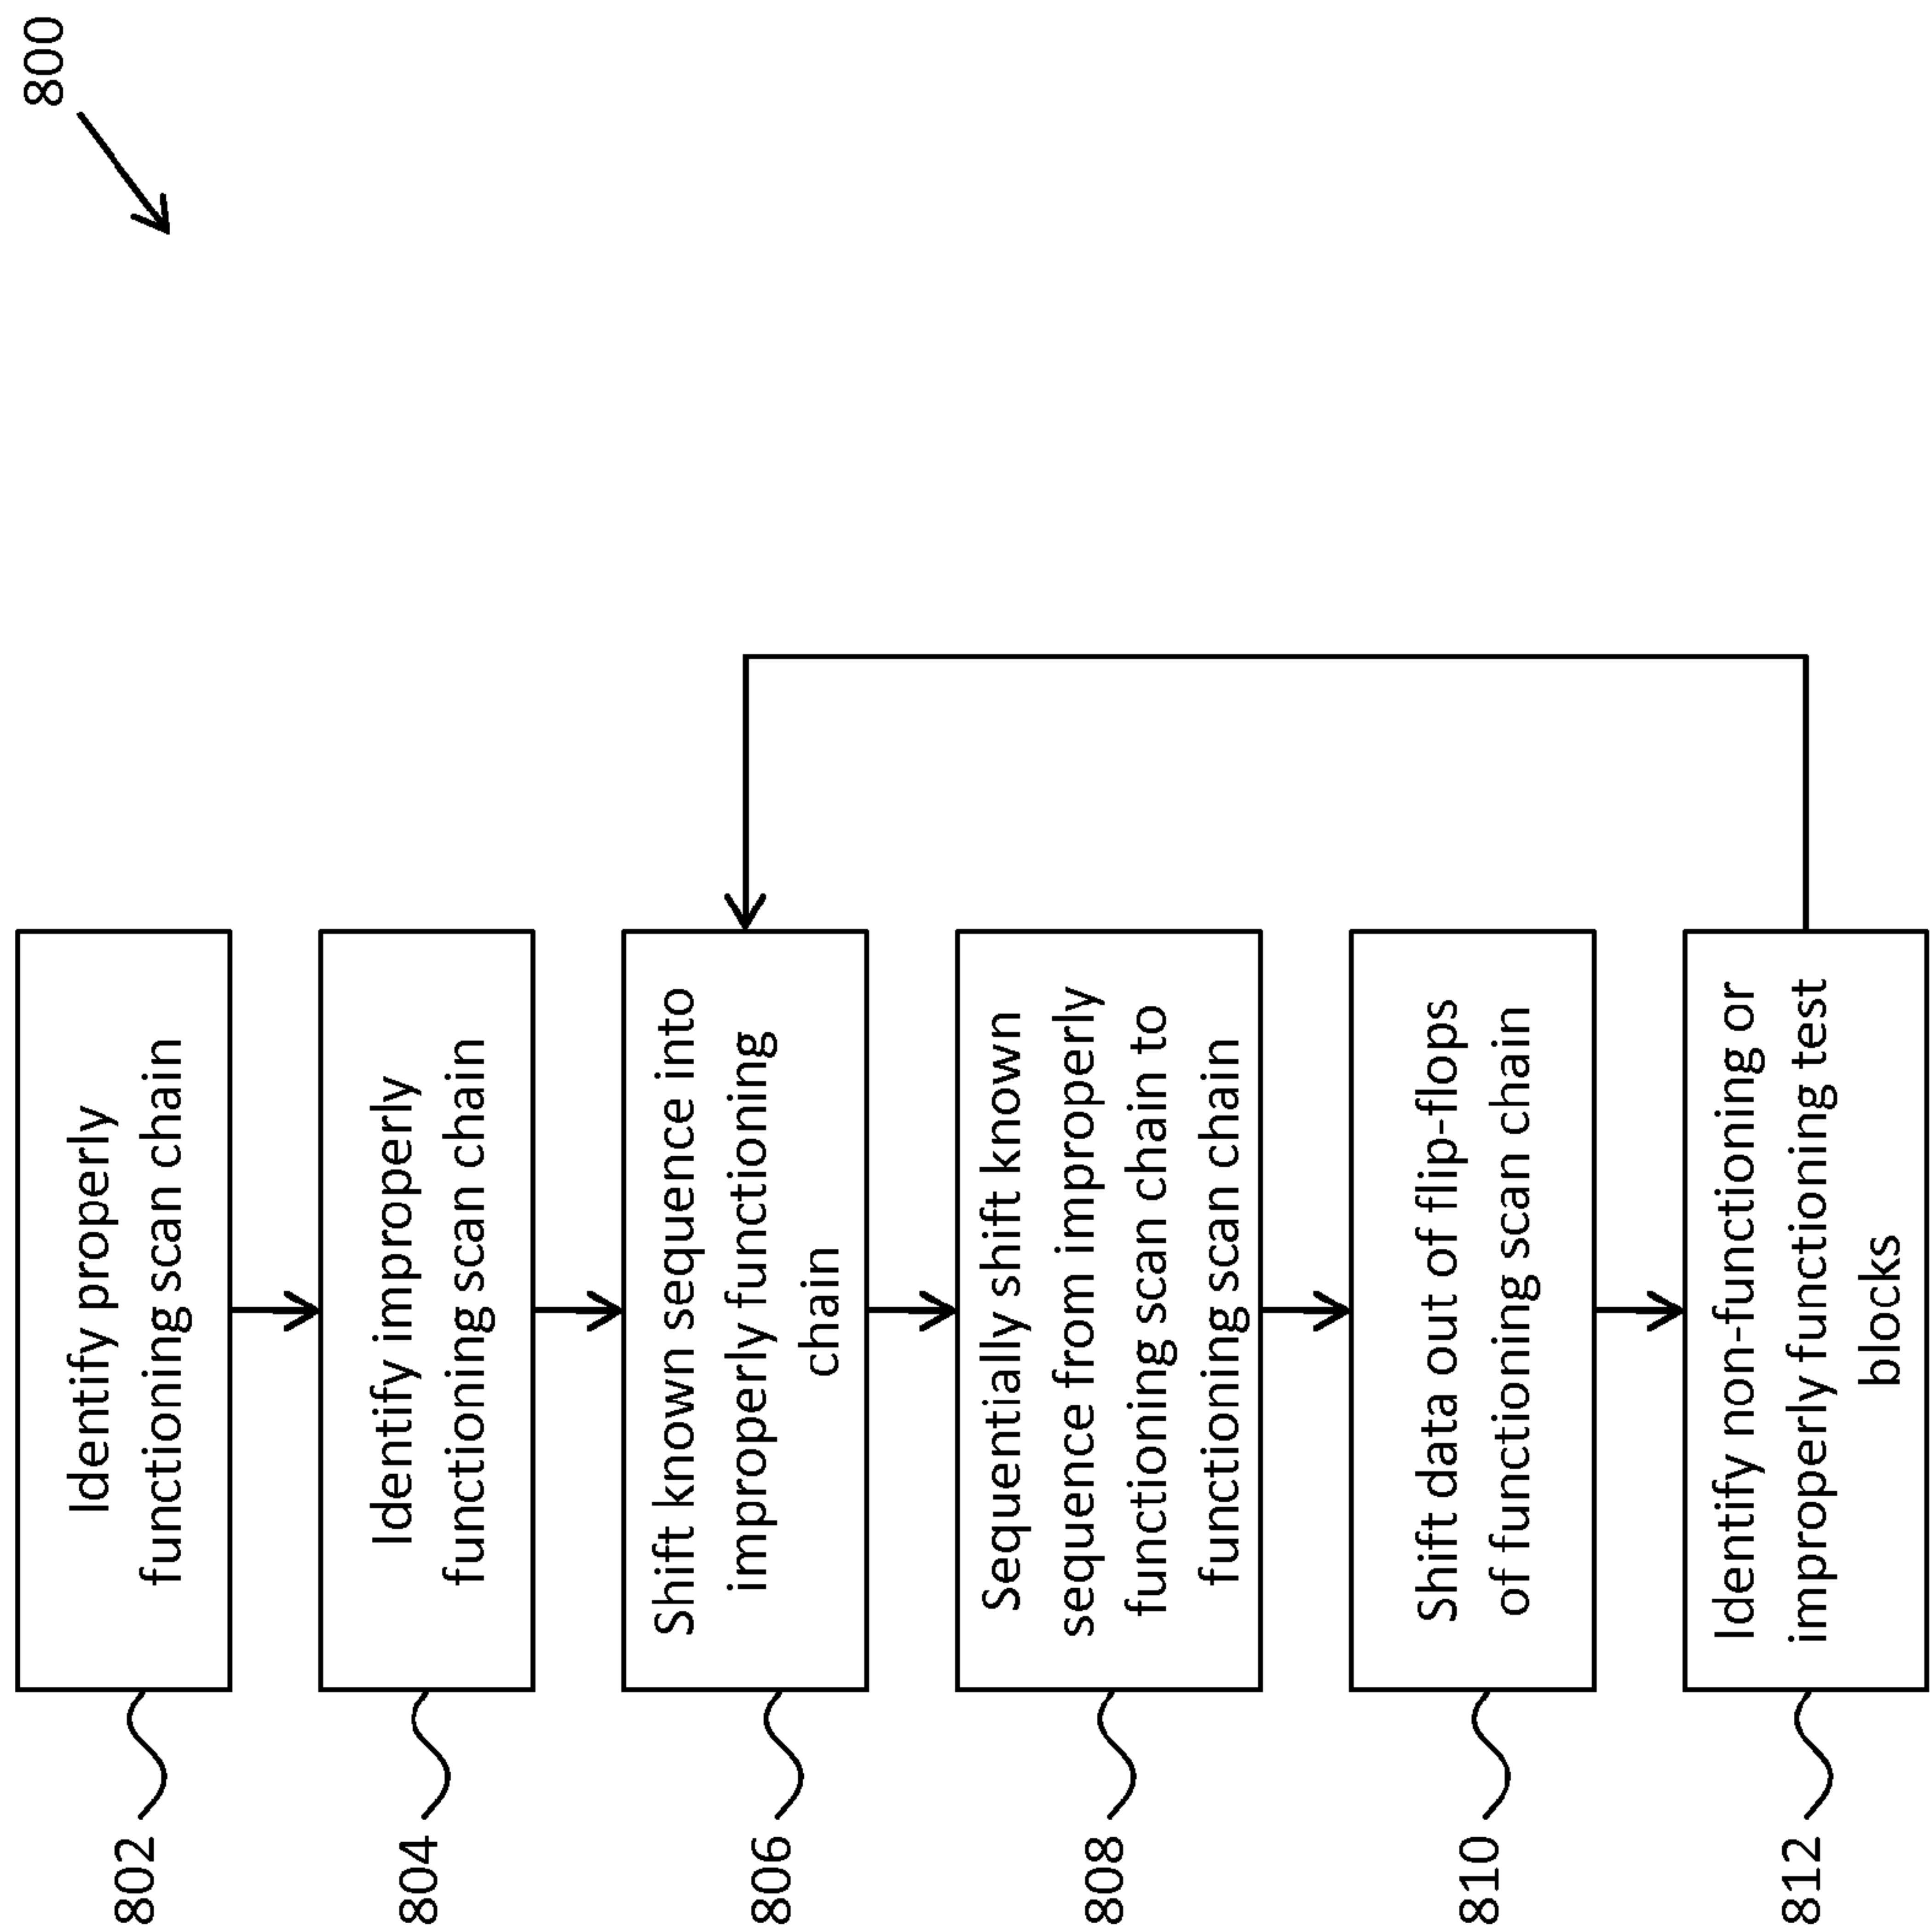 800
802
Identify properly
functioning scan chain
804
Identify improperly
functioning scan chain
806
Shift known sequence into
improperly functioning
chain
808
Sequentially shift known
sequence from improperly
functioning scan chain to
functioning scan chain
810
Shift data out of flip-flops
of functioning scan chain
812
Identify non-functioning or
improperly functioning test
blocks